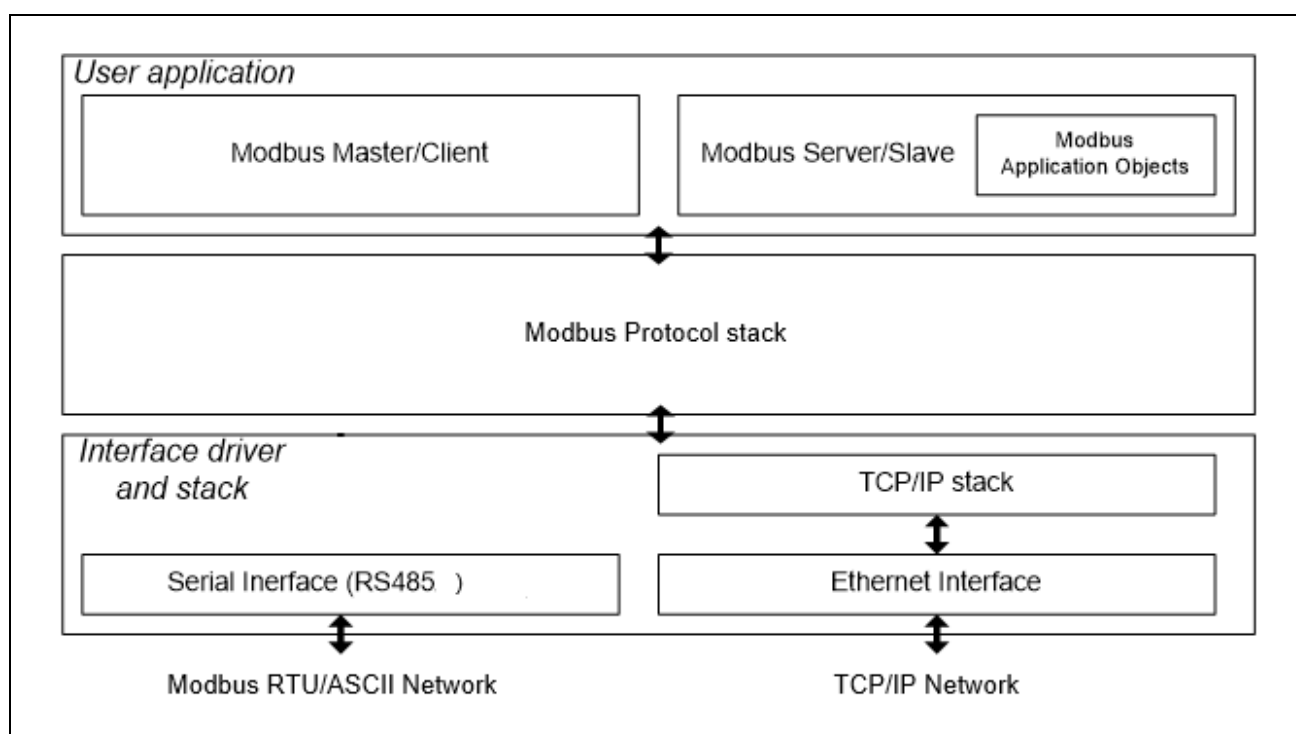 User application
Modbus Master/Client
Modbus Server/Slave
Modbus
Application Objects
Modbus Protocol stack
Interface driver
and stack
TCP/IP stack
Serial Inerface (RS485 )
Ethernet Interface
Modbus RTU/ASCII Network
TCP/IP Network